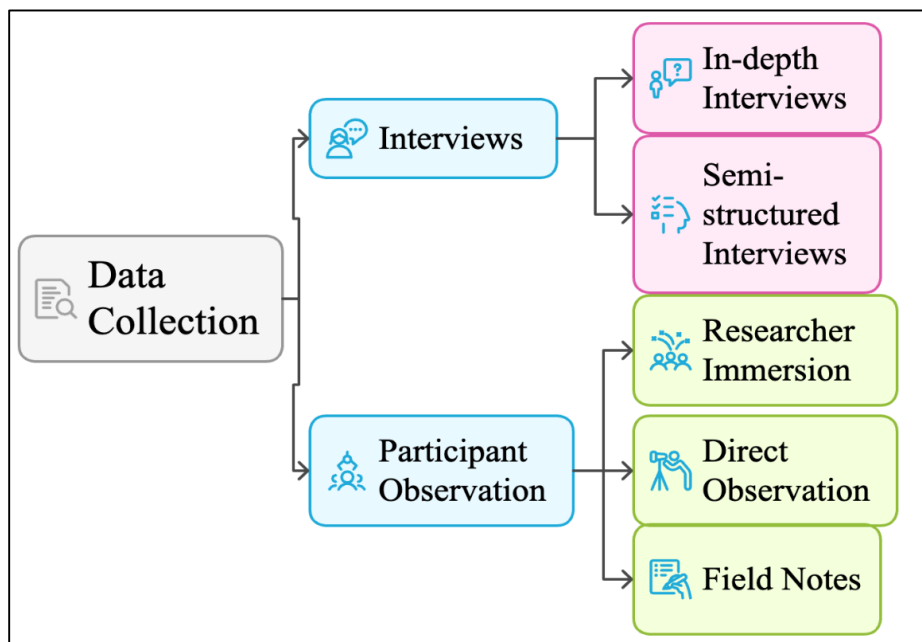 Data
Collection
Interviews
In-depth
Interviews
Semi-
structured
Interviews
Participant
Observation
Researcher
Immersion
Direct
Observation
Field Notes